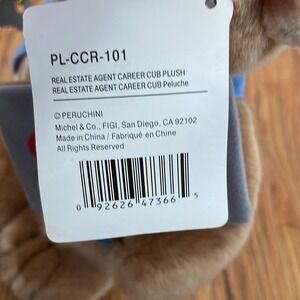 PL-CCR-101
REAL ESTATE AGENT CAREER CUB PLUSH
REAL ESTATE AGENT CAREER CUB Peluche
© PERUCHINI
Michel & Co., FIGI, San Diego, CA 92102
Made in China / Fabriqué en Chine
All Rights Reserved
0 92626 47366 5